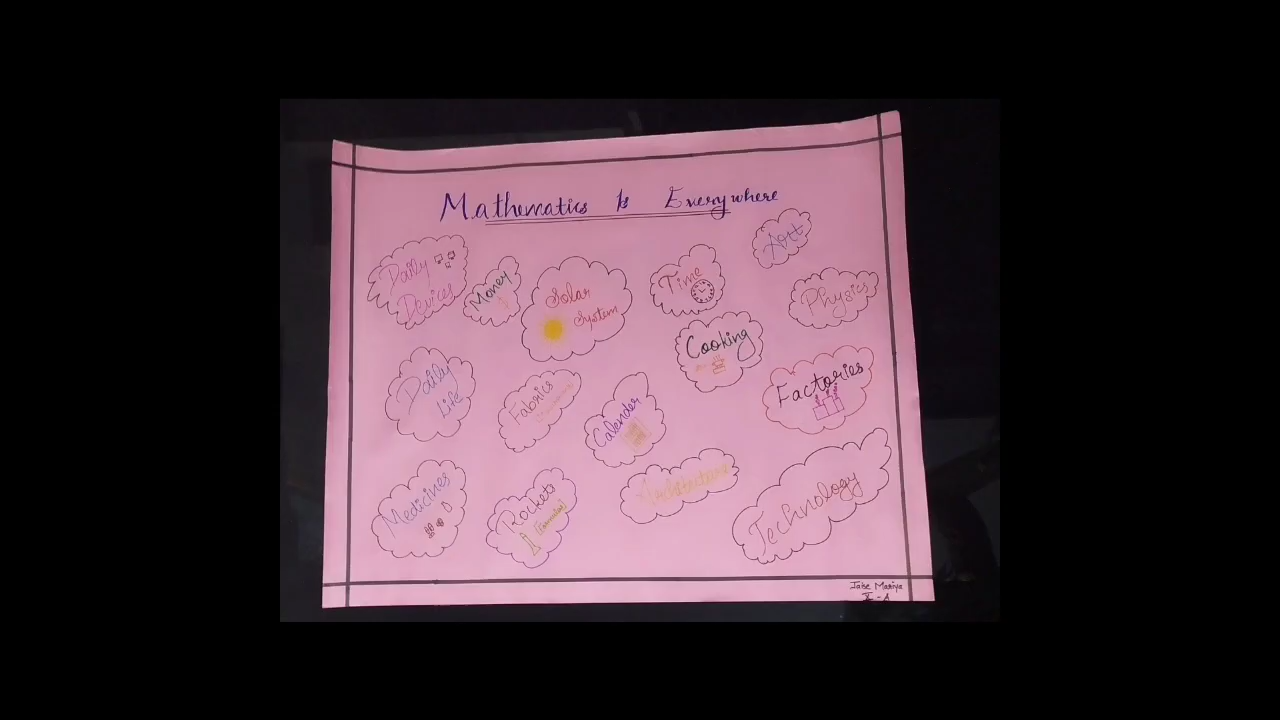 Mathematics Is Everywhere
Daily
Devices
Money
Solar
System
Time
Art
Physics
Cooking
Daily
Life
Fabrics
Calender
Factories
Medicines
Rockets
Architecture
Technology
X-A